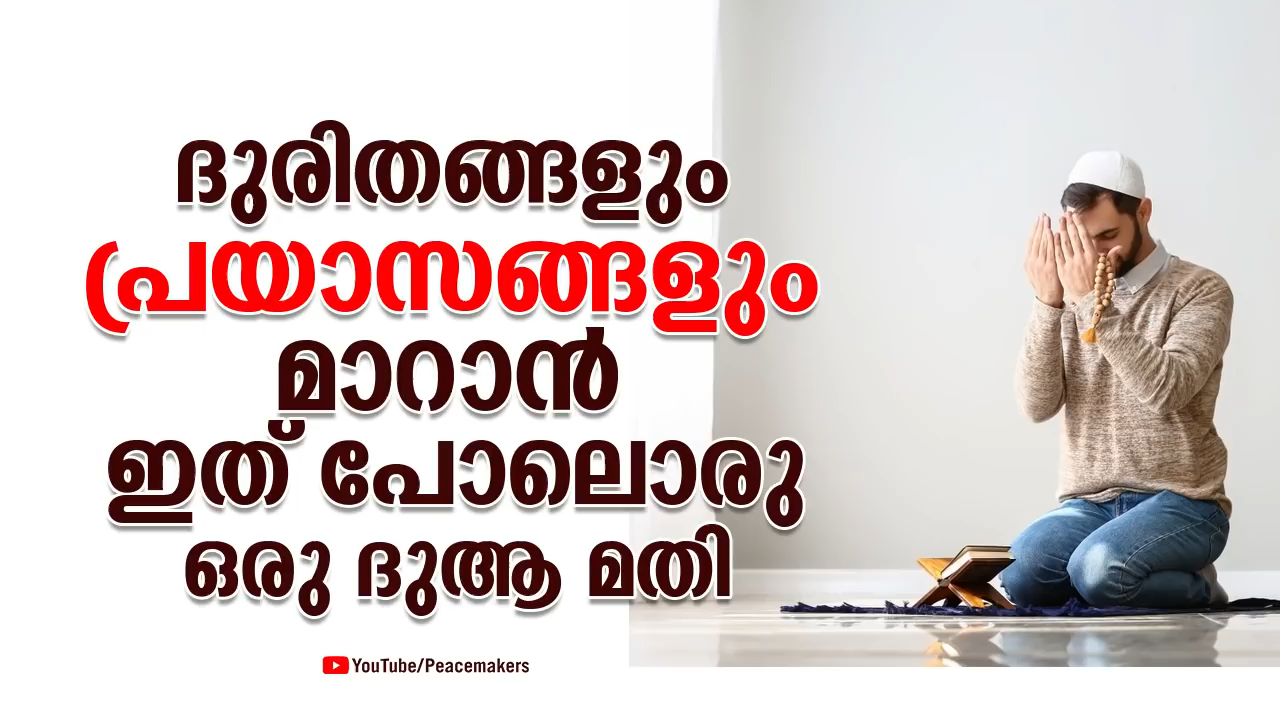 ദുരിതങ്ങളും
പ്രയാസങ്ങളും
മാറാൻ
ഇത് പോലൊരു
ഒരു ദുആ മതി
YouTube/Peacemakers